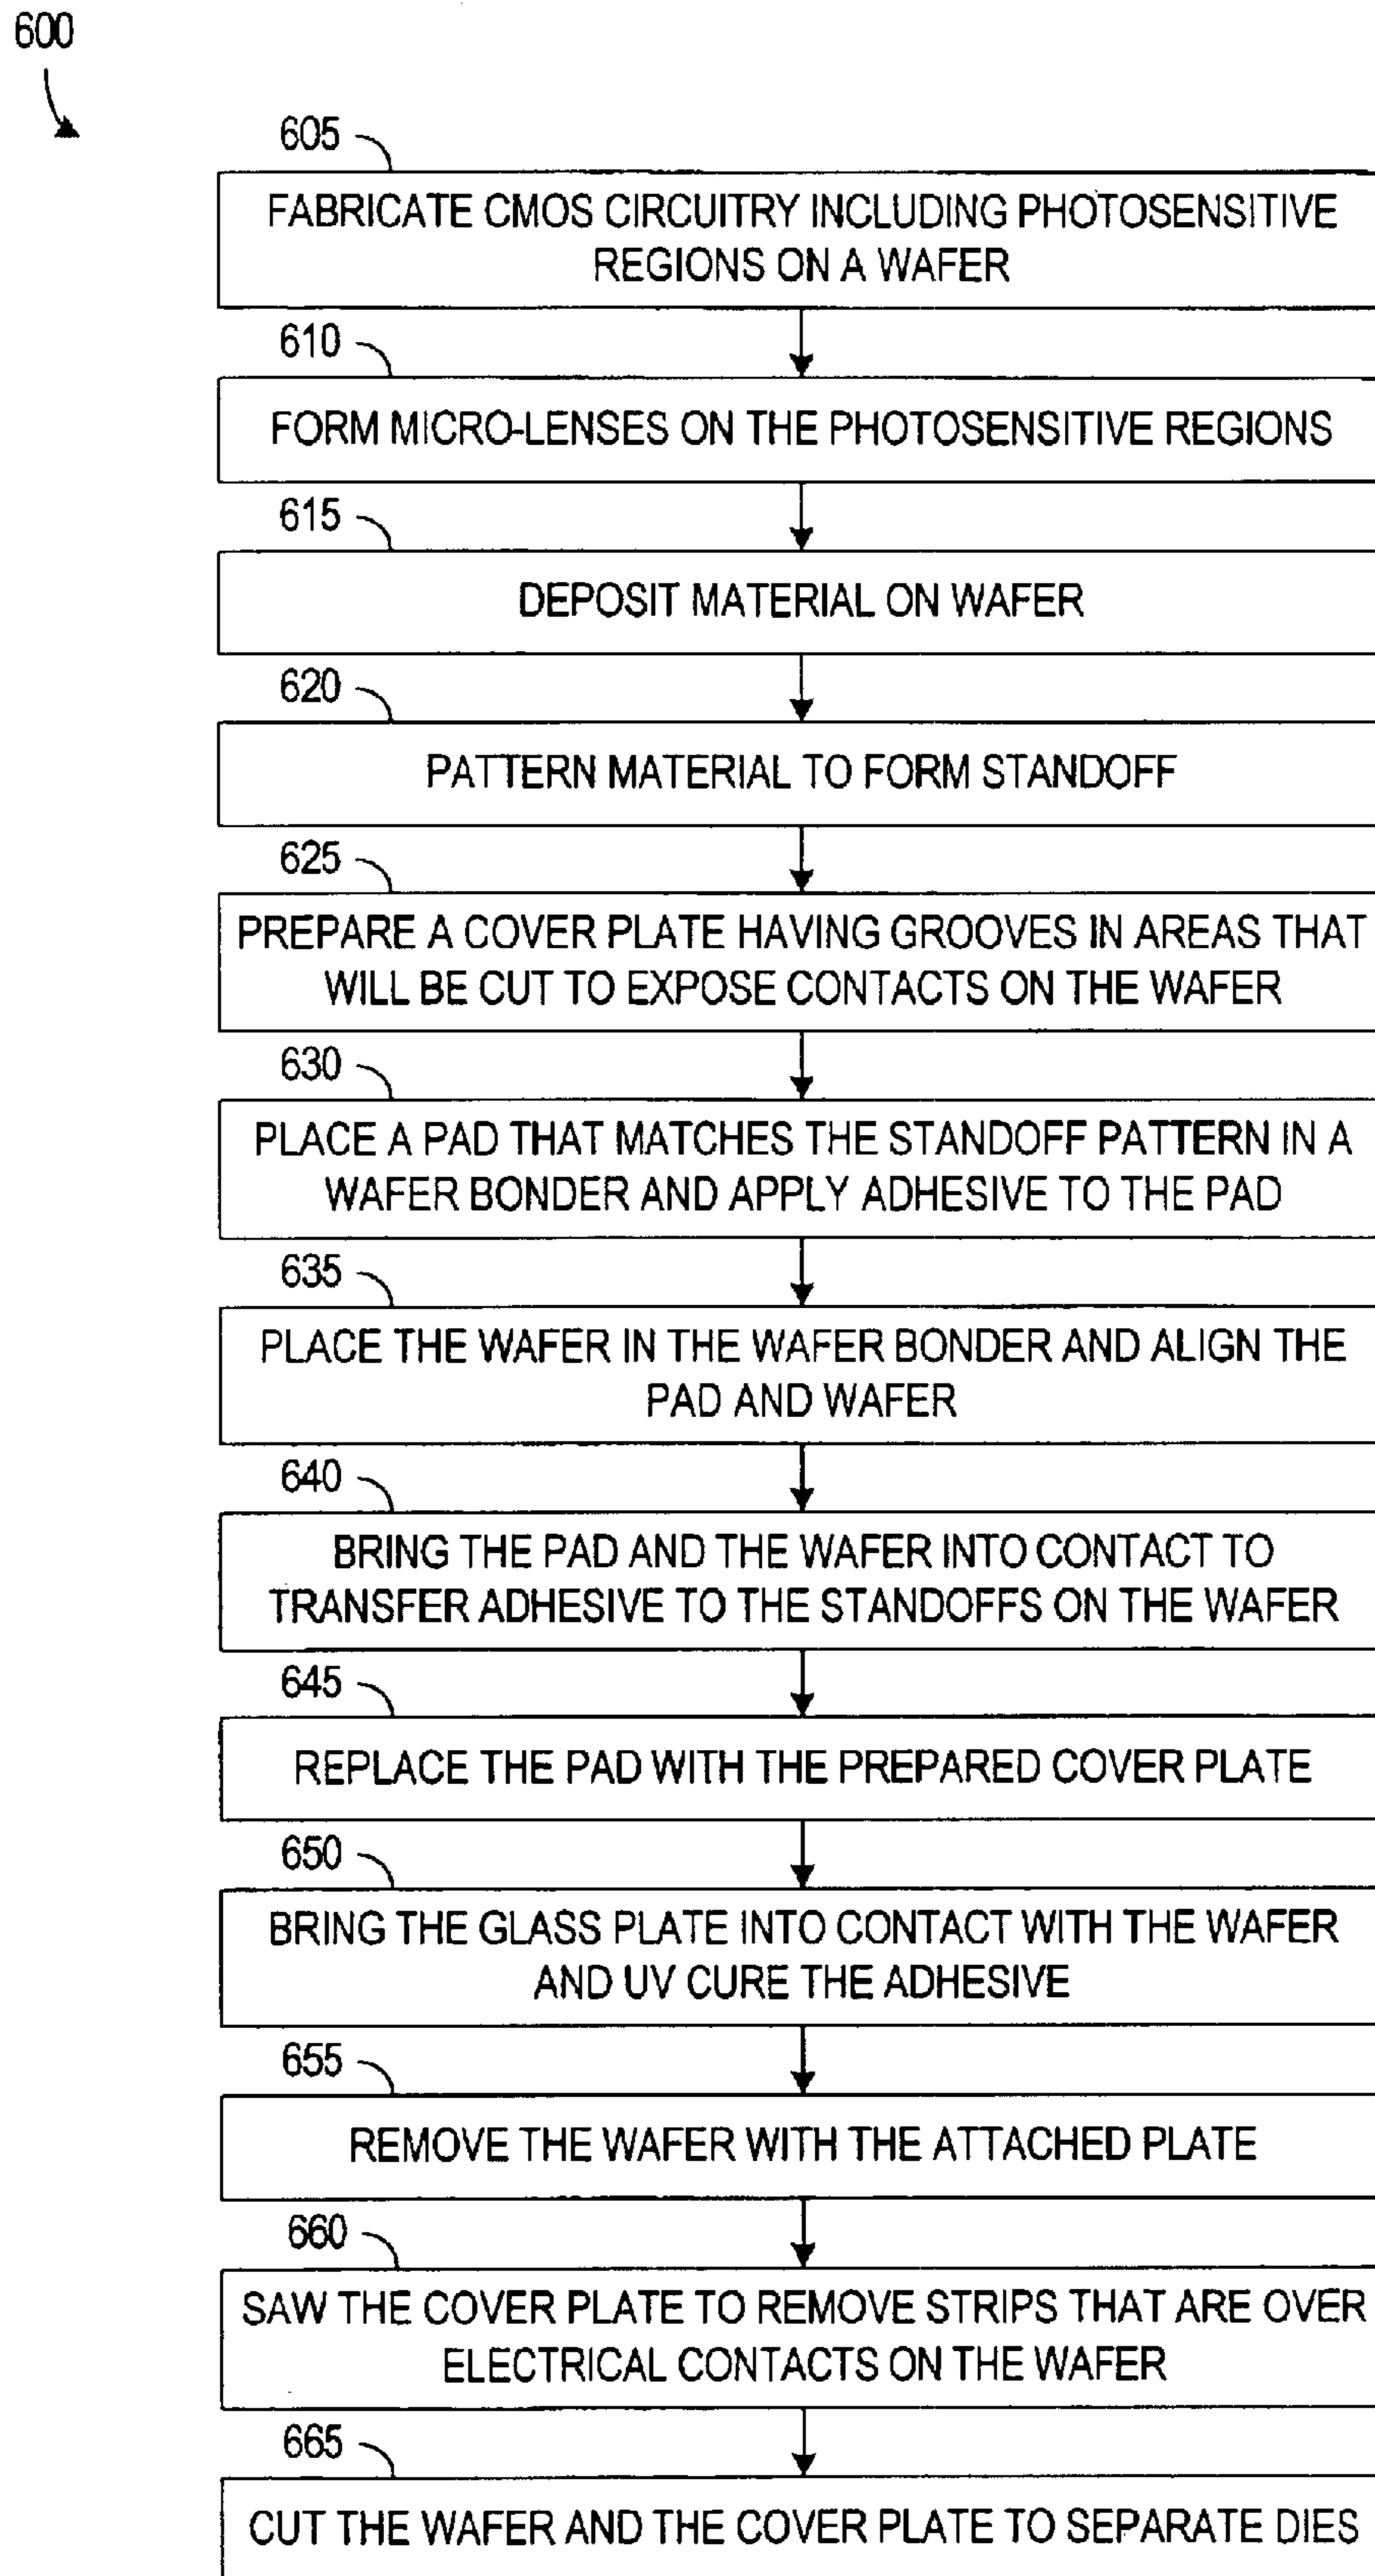 600
605
FABRICATE CMOS CIRCUITRY INCLUDING PHOTOSENSITIVE
REGIONS ON A WAFER
610
FORM MICRO-LENSES ON THE PHOTOSENSITIVE REGIONS
615
DEPOSIT MATERIAL ON WAFER
620
PATTERN MATERIAL TO FORM STANDOFF
625
PREPARE A COVER PLATE HAVING GROOVES IN AREAS THAT
WILL BE CUT TO EXPOSE CONTACTS ON THE WAFER
630
PLACE A PAD THAT MATCHES THE STANDOFF PATTERN IN A
WAFER BONDER AND APPLY ADHESIVE TO THE PAD
635
PLACE THE WAFER IN THE WAFER BONDER AND ALIGN THE
PAD AND WAFER
640
BRING THE PAD AND THE WAFER INTO CONTACT TO
TRANSFER ADHESIVE TO THE STANDOFFS ON THE WAFER
645
REPLACE THE PAD WITH THE PREPARED COVER PLATE
650
BRING THE GLASS PLATE INTO CONTACT WITH THE WAFER
AND UV CURE THE ADHESIVE
655
REMOVE THE WAFER WITH THE ATTACHED PLATE
660
SAW THE COVER PLATE TO REMOVE STRIPS THAT ARE OVER
ELECTRICAL CONTACTS ON THE WAFER
665
CUT THE WAFER AND THE COVER PLATE TO SEPARATE DIES